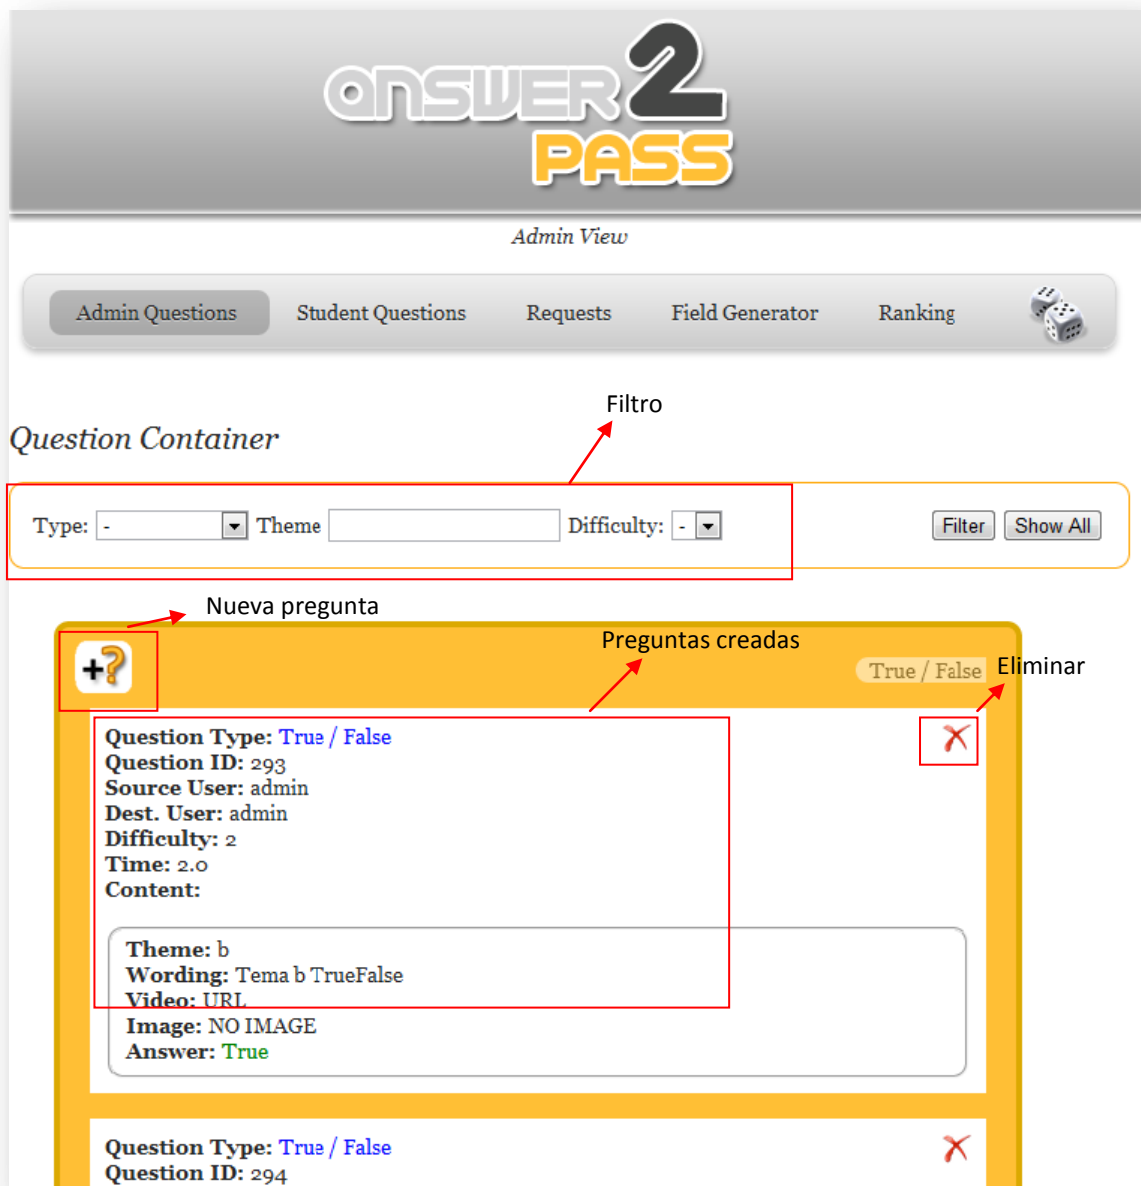 answer 2
PASS
Admin View
Admin Questions Student Questions Requests Field Generator Ranking
Filtro
Question Container
Type: - Theme Difficulty: - Filter Show All
Nueva pregunta
Preguntas creadas
+?
True / False
Eliminar
Question Type: True / False
Question ID: 293
Source User: admin
Dest. User: admin
Difficulty: 2
Time: 2.0
Content:
Theme: b
Wording: Tema b TrueFalse
Video: URL
Image: NO IMAGE
Answer: True
Question Type: True / False
Question ID: 294